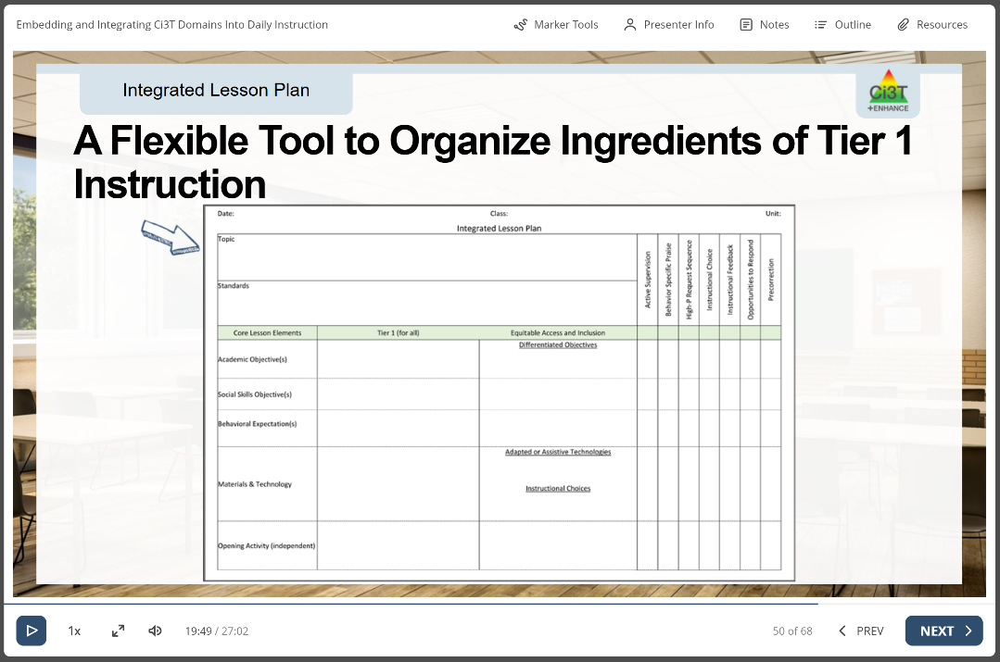 Embedding and Integrating Ci3T Domains Into Daily Instruction
Marker Tools
Presenter Info
Notes
Outline
Resources
Integrated Lesson Plan
Ci3T
+ENHANCE
A Flexible Tool to Organize Ingredients of Tier 1
Instruction
Date: Class: Unit:
Integrated Lesson Plan
Topic
Standards
Active Supervision
Behavior Specific Praise
High-P Request Sequence
Instructional Choice
Instructional Feedback
Opportunities to Respond
Precorrection
Core Lesson Elements Tier 1 (for all) Equitable Access and Inclusion
Differentiated Objectives
Academic Objective(s)
Social Skills Objective(s)
Behavioral Expectation(s)
Adapted or Assistive Technologies
Materials & Technology
Instructional Choices
Opening Activity (independent)
1x
19:49 / 27:02
50 of 68
PREV
NEXT